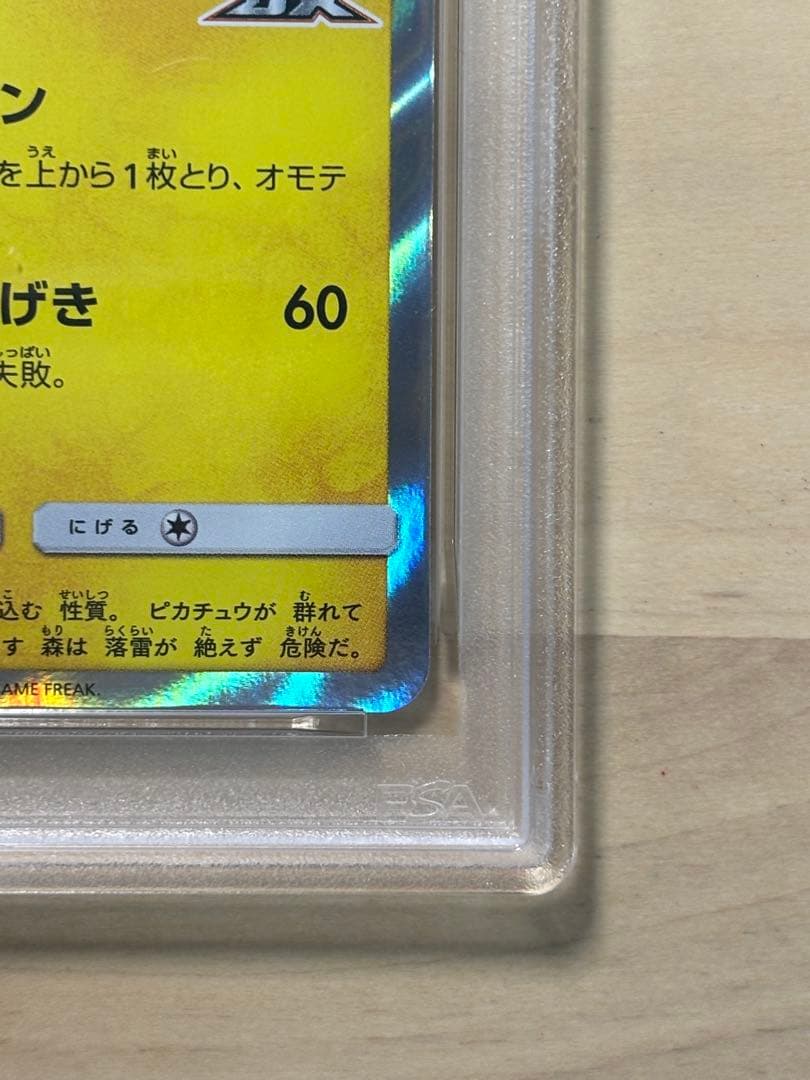 ン
を上から1枚とり、オモテ
げき 60
失敗。
にげる
込む 性質。 ピカチュウが 群れて
す 森は 落雷が 絶えず 危険だ。
AME FREAK.
PSA